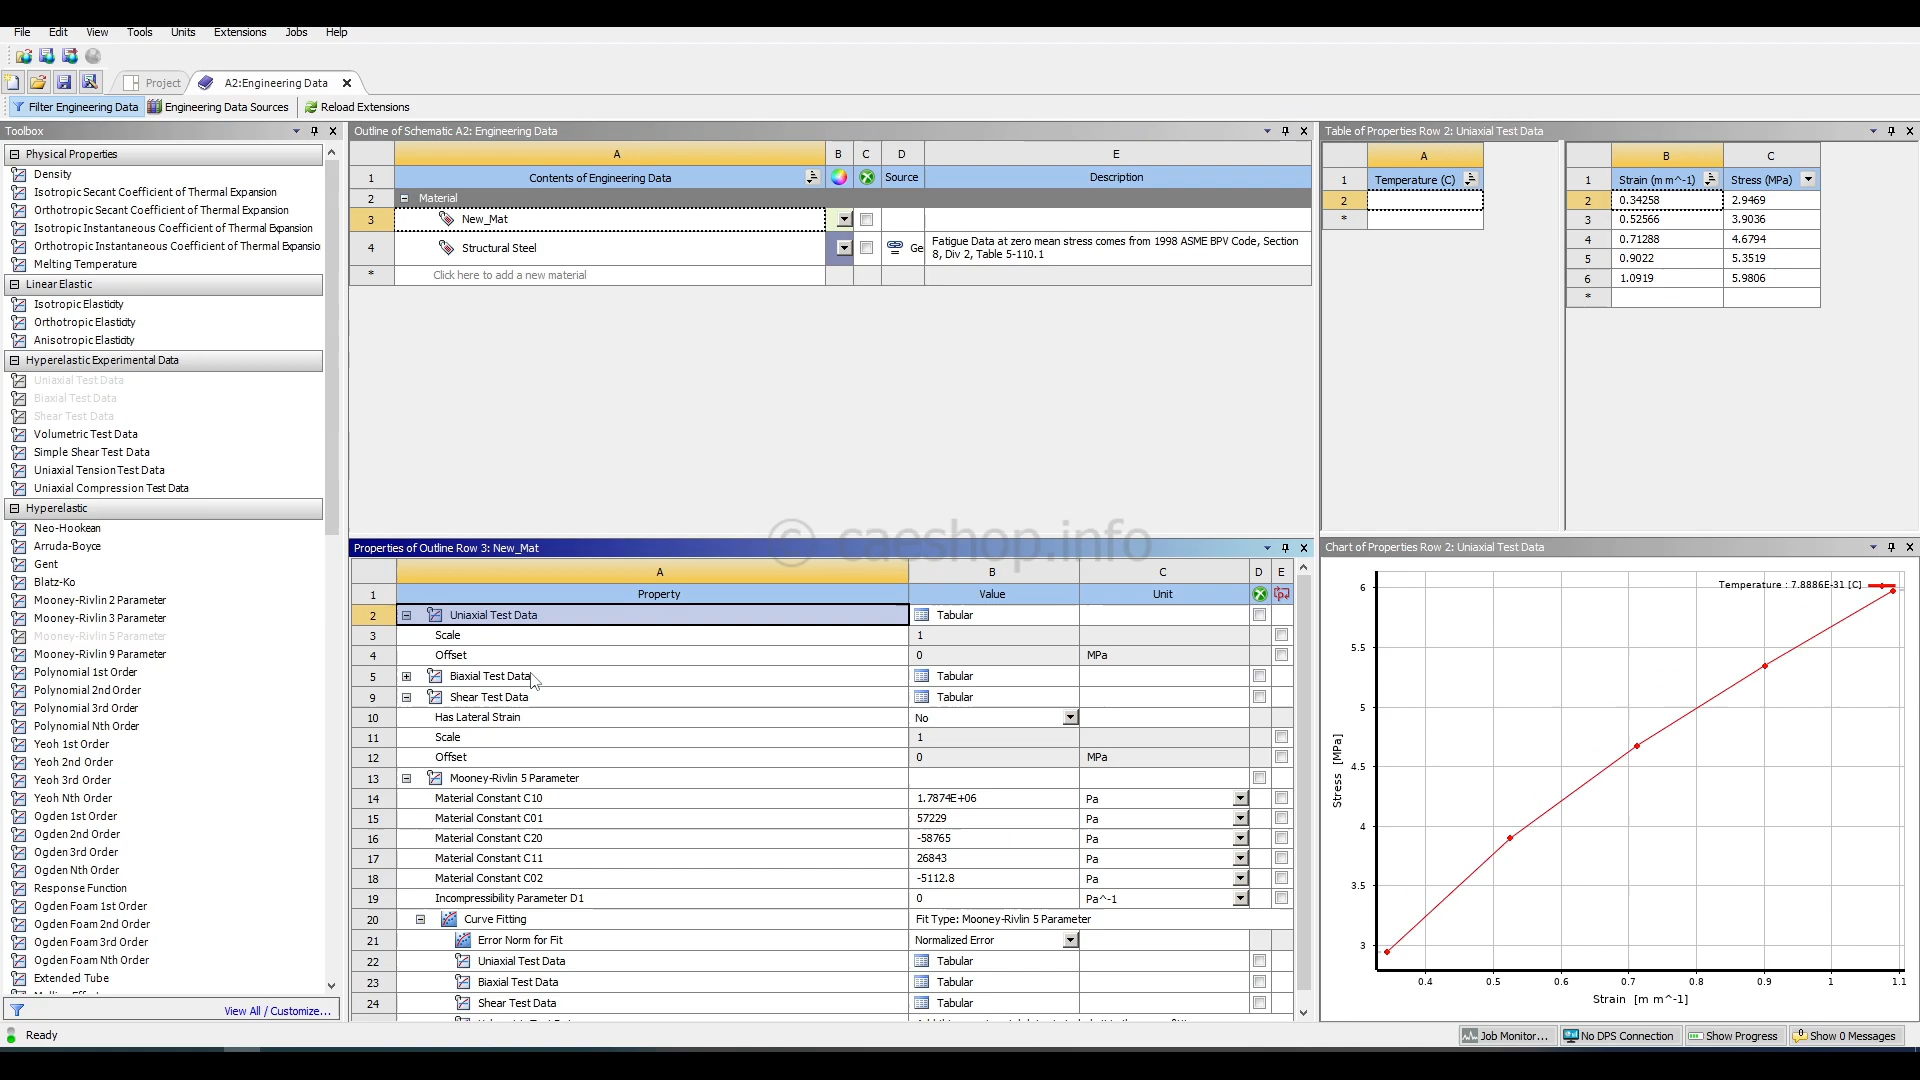 File Edit View Tools Units Extensions Jobs Help
Project A2:Engineering Data
Filter Engineering Data Engineering Data Sources Reload Extensions
Toolbox
Physical Properties
Density
Isotropic Secant Coefficient of Thermal Expansion
Orthotropic Secant Coefficient of Thermal Expansion
Isotropic Instantaneous Coefficient of Thermal Expansion
Orthotropic Instantaneous Coefficient of Thermal Expansio
Melting Temperature
Linear Elastic
Isotropic Elasticity
Orthotropic Elasticity
Anisotropic Elasticity
Hyperelastic Experimental Data
Uniaxial Test Data
Biaxial Test Data
Shear Test Data
Volumetric Test Data
Simple Shear Test Data
Uniaxial Tension Test Data
Uniaxial Compression Test Data
Hyperelastic
Neo-Hookean
Arruda-Boyce
Gent
Blatz-Ko
Mooney-Rivlin 2 Parameter
Mooney-Rivlin 3 Parameter
Mooney-Rivlin 5 Parameter
Mooney-Rivlin 9 Parameter
Polynomial 1st Order
Polynomial 2nd Order
Polynomial 3rd Order
Polynomial Nth Order
Yeoh 1st Order
Yeoh 2nd Order
Yeoh 3rd Order
Yeoh Nth Order
Ogden 1st Order
Ogden 2nd Order
Ogden 3rd Order
Ogden Nth Order
Response Function
Ogden Foam 1st Order
Ogden Foam 2nd Order
Ogden Foam 3rd Order
Ogden Foam Nth Order
Extended Tube
View All / Customize...
Outline of Schematic A2: Engineering Data
A B C D E
1 Contents of Engineering Data Source Description
2 Material
3 New_Mat
4 Structural Steel Ge Fatigue Data at zero mean stress comes from 1998 ASME BPV Code, Section
8, Div 2, Table 5-110.1
* Click here to add a new material
© caeshop.info
Properties of Outline Row 3: New_Mat
A B C D E
1 Property Value Unit
2 Uniaxial Test Data Tabular
3 Scale 1
4 Offset 0 MPa
5 Biaxial Test Data Tabular
9 Shear Test Data Tabular
10 Has Lateral Strain No
11 Scale 1
12 Offset 0 MPa
13 Mooney-Rivlin 5 Parameter
14 Material Constant C10 1.7874E+06 Pa
15 Material Constant C01 57229 Pa
16 Material Constant C20 -58765 Pa
17 Material Constant C11 26843 Pa
18 Material Constant C02 -5112.8 Pa
19 Incompressibility Parameter D1 0 Pa^-1
20 Curve Fitting Fit Type: Mooney-Rivlin 5 Parameter
21 Error Norm for Fit Normalized Error
22 Uniaxial Test Data Tabular
23 Biaxial Test Data Tabular
24 Shear Test Data Tabular
Table of Properties Row 2: Uniaxial Test Data
A
1 Temperature (C)
2
*
B C
1 Strain (m m^-1) Stress (MPa)
2 0.34258 2.9469
3 0.52566 3.9036
4 0.71288 4.6794
5 0.9022 5.3519
6 1.0919 5.9806
*
Chart of Properties Row 2: Uniaxial Test Data
Temperature : 7.8886E-31 [C]
6
5.5
5
4.5
4
3.5
3
Stress [MPa]
0.4 0.5 0.6 0.7 0.8 0.9 1 1.1
Strain [m m^-1]
Ready
Job Monitor... No DPS Connection Show Progress Show 0 Messages